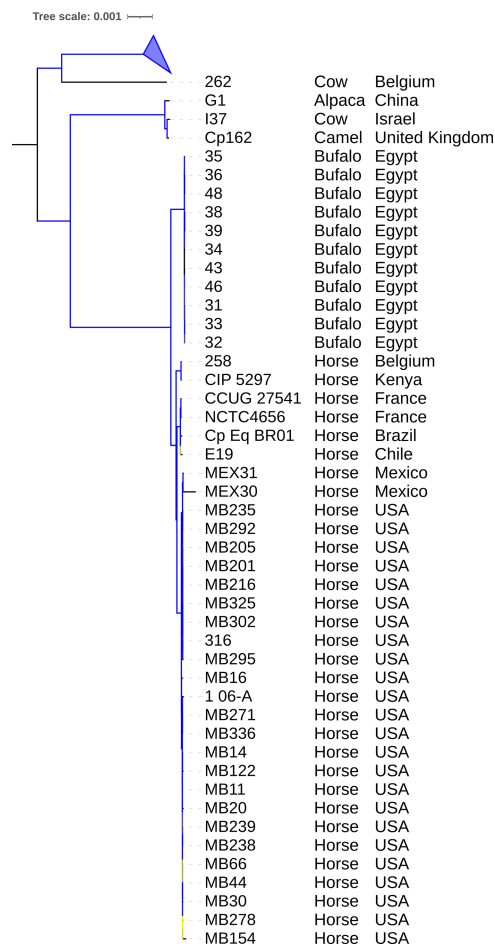 Tree scale: 0.001
262 Cow Belgium
G1 Alpaca China
I37 Cow Israel
Cp162 Camel United Kingdom
35 Bufalo Egypt
36 Bufalo Egypt
48 Bufalo Egypt
38 Bufalo Egypt
39 Bufalo Egypt
34 Bufalo Egypt
43 Bufalo Egypt
46 Bufalo Egypt
31 Bufalo Egypt
33 Bufalo Egypt
32 Bufalo Egypt
258 Horse Belgium
CIP 5297 Horse Kenya
CCUG 27541 Horse France
NCTC4656 Horse France
Cp Eq BR01 Horse Brazil
E19 Horse Chile
MEX31 Horse Mexico
MEX30 Horse Mexico
MB235 Horse USA
MB292 Horse USA
MB205 Horse USA
MB201 Horse USA
MB216 Horse USA
MB325 Horse USA
MB302 Horse USA
316 Horse USA
MB295 Horse USA
MB16 Horse USA
1 06-A Horse USA
MB271 Horse USA
MB336 Horse USA
MB14 Horse USA
MB122 Horse USA
MB11 Horse USA
MB20 Horse USA
MB239 Horse USA
MB238 Horse USA
MB66 Horse USA
MB44 Horse USA
MB30 Horse USA
MB278 Horse USA
MB154 Horse USA